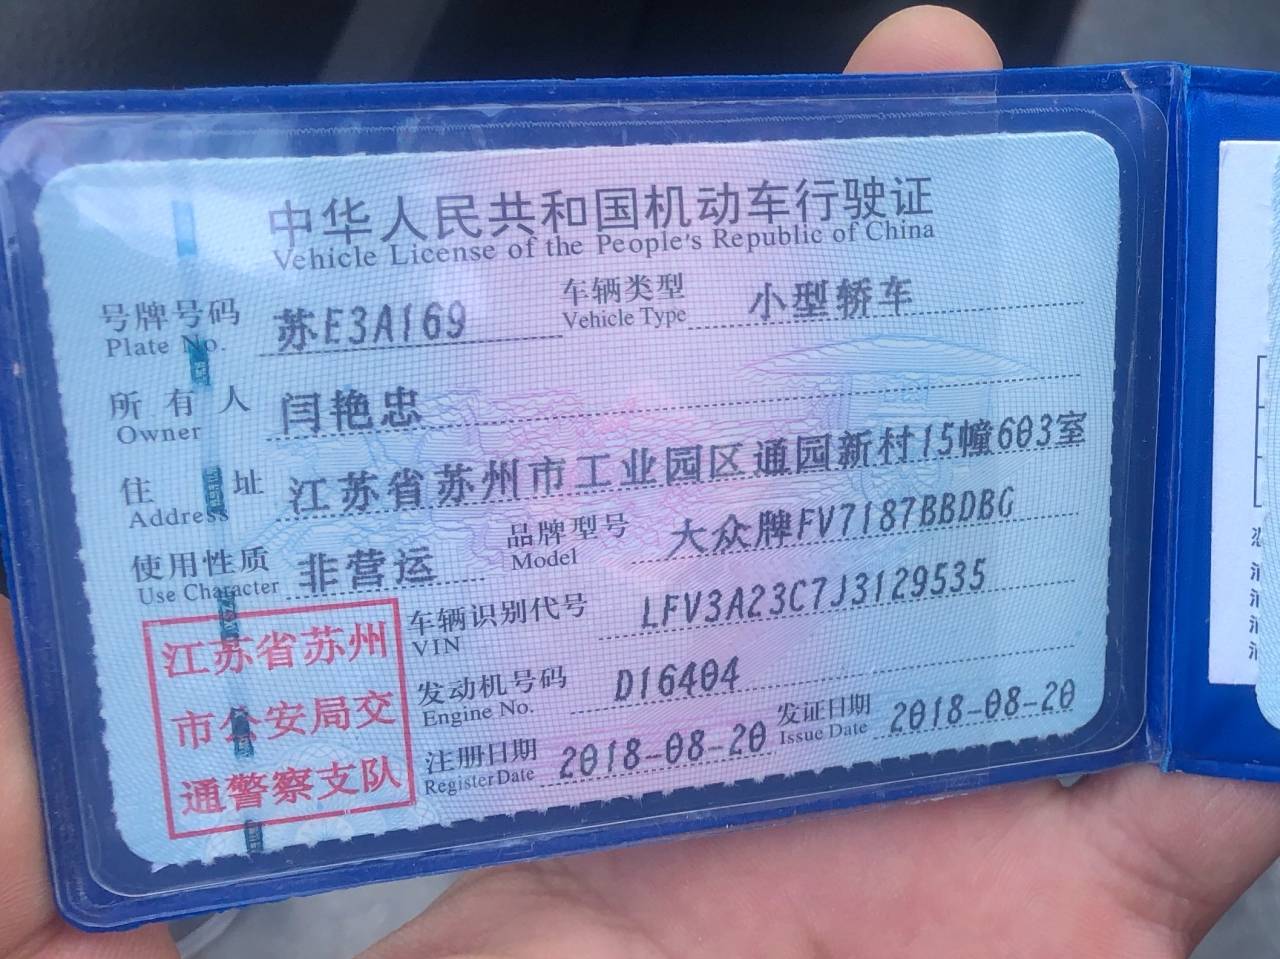 中华人民共和国机动车行驶证
Vehicle License of the People's Republic of China
号牌号码 苏E3A169 车辆类型 小型轿车
Plate No. Vehicle Type
所有人 闫艳忠
Owner
住址 江苏省苏州市工业园区通园新村15幢603室
Address
使用性质 非营运 品牌型号 大众牌FV7187BBDBG
Use Character Model
车辆识别代号 LFV3A23C7J3129535
VIN
发动机号码 D16404
Engine No.
注册日期 2018-08-20 发证日期 2018-08-20
Register Date Issue Date
江苏省苏州
市公安局交
通警察支队